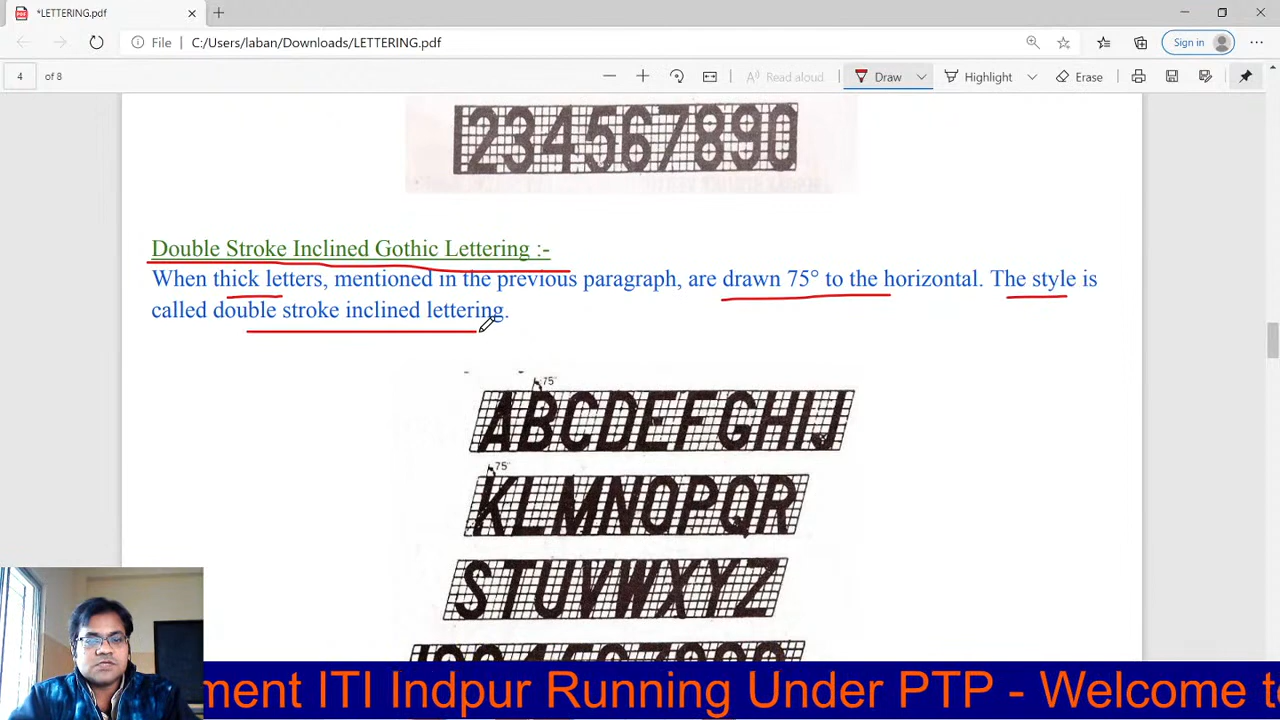 *LETTERING.pdf
File C:/Users/laban/Downloads/LETTERING.pdf
Sign in
4 of 8
Read aloud
Draw
Highlight
Erase
1234567890
Double Stroke Inclined Gothic Lettering :-
When thick letters, mentioned in the previous paragraph, are drawn 75° to the horizontal. The style is
called double stroke inclined lettering.
75°
ABCDEFGHIJ
75°
KLMNOPQR
STUVWXYZ
1234567890
ment ITI Indpur Running Under PTP - Welcome to